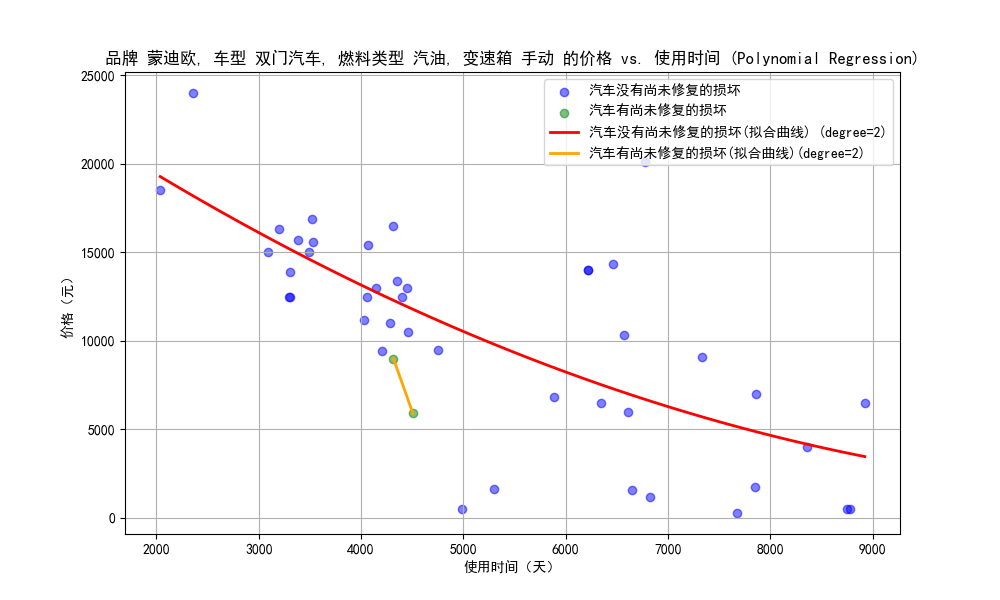 品牌 蒙迪欧, 车型 双门汽车, 燃料类型 汽油, 变速箱 手动 的价格 vs. 使用时间 (Polynomial Regression)
汽车没有尚未修复的损坏
汽车有尚未修复的损坏
汽车没有尚未修复的损坏(拟合曲线) (degree=2)
汽车有尚未修复的损坏(拟合曲线)(degree=2)
价格（元）
25000
20000
15000
10000
5000
0
2000 3000 4000 5000 6000 7000 8000 9000
使用时间（天）